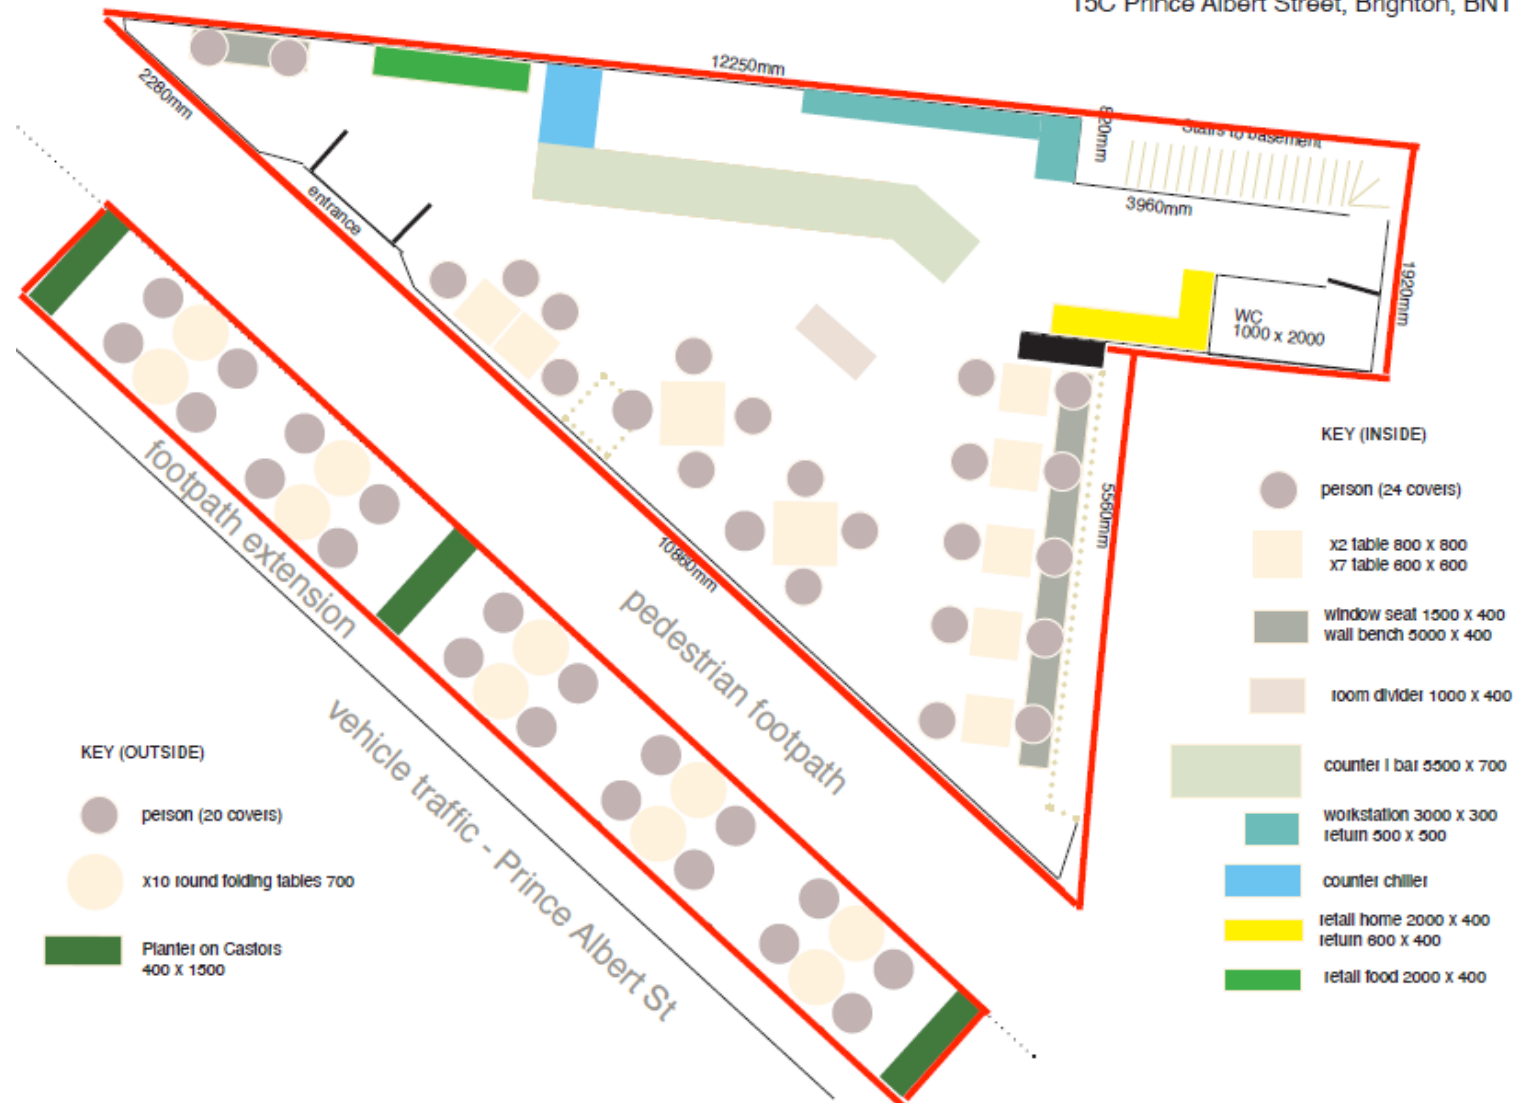 15C Prince Albert Street, Brighton, BN1
12250mm
2280mm
820mm
Stairs to basement
3960mm
entrance
1920mm
WC
1000 x 2000
5560mm
10860mm
footpath extension
pedestrian footpath
vehicle traffic - Prince Albert St
KEY (INSIDE)
person (24 covers)
x2 table 800 x 800
x7 table 600 x 600
window seat 1500 x 400
wall bench 5000 x 400
room divider 1000 x 400
counter I bar 5500 x 700
workstation 3000 x 300
return 500 x 500
counter chiller
retail home 2000 x 400
return 600 x 400
retail food 2000 x 400
KEY (OUTSIDE)
person (20 covers)
x10 round folding tables 700
Planter on Castors
400 x 1500